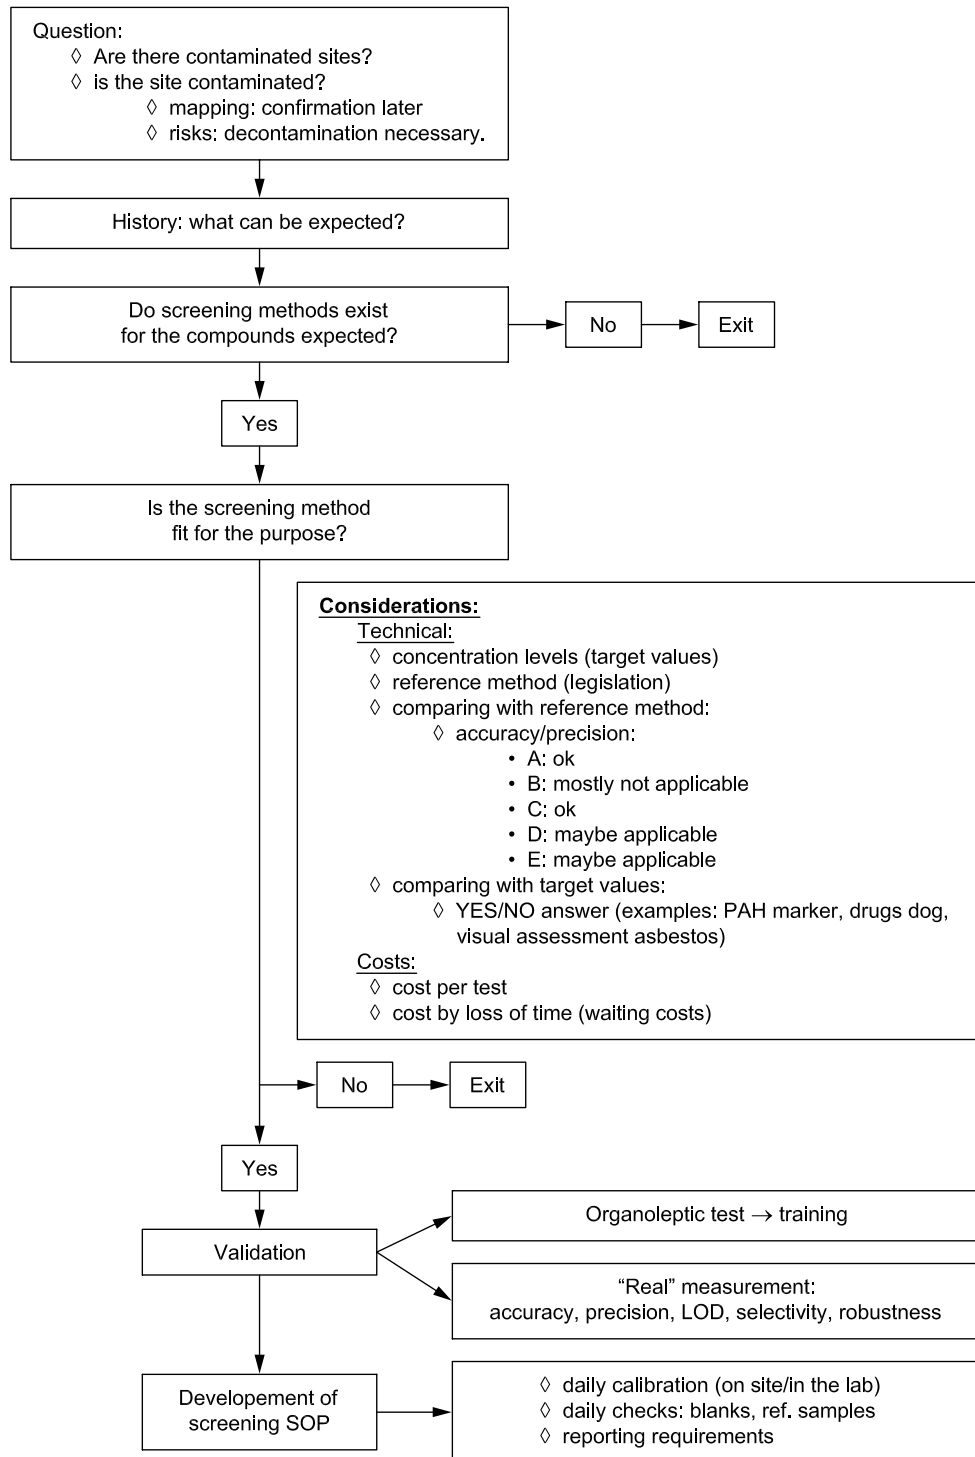 Question:
◊ Are there contaminated sites?
◊ is the site contaminated?
◊ mapping: confirmation later
◊ risks: decontamination necessary.
History: what can be expected?
Do screening methods exist
for the compounds expected?
No
Exit
Yes
Is the screening method
fit for the purpose?
Considerations:
Technical:
◊ concentration levels (target values)
◊ reference method (legislation)
◊ comparing with reference method:
◊ accuracy/precision:
• A: ok
• B: mostly not applicable
• C: ok
• D: maybe applicable
• E: maybe applicable
◊ comparing with target values:
◊ YES/NO answer (examples: PAH marker, drugs dog,
visual assessment asbestos)
Costs:
◊ cost per test
◊ cost by loss of time (waiting costs)
No
Exit
Yes
Validation
Organoleptic test → training
“Real” measurement:
accuracy, precision, LOD, selectivity, robustness
Developement of
screening SOP
◊ daily calibration (on site/in the lab)
◊ daily checks: blanks, ref. samples
◊ reporting requirements